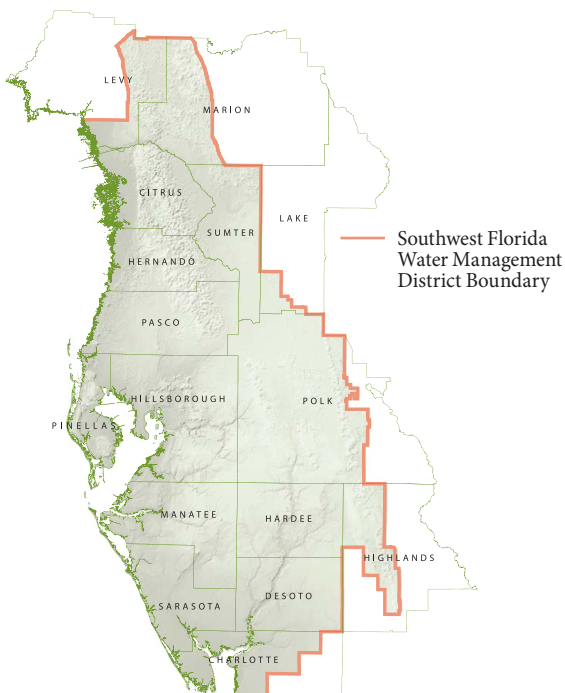 LEVY
MARION
CITRUS
LAKE
SUMTER
Southwest Florida
Water Management
District Boundary
HERNANDO
PASCO
HILLSBOROUGH
POLK
PINELLAS
MANATEE
HARDEE
HIGHLANDS
DESOTO
SARASOTA
CHARLOTTE